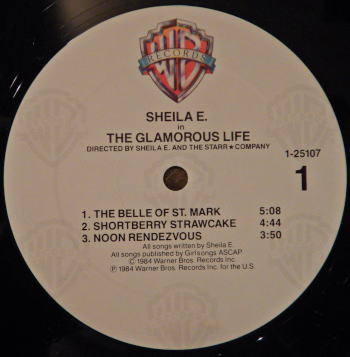 WB
RECORDS
SHEILA E.
in
THE GLAMOROUS LIFE
DIRECTED BY SHEILA E. AND THE STARR★COMPANY
1-25107
1
1. THE BELLE OF ST. MARK 5:08
2. SHORTBERRY STRAWCAKE 4:44
3. NOON RENDEZVOUS 3:50
All songs written by Sheila E.
All songs published by Girlsongs ASCAP
© 1984 Warner Bros. Records Inc
℗ 1984 Warner Bros. Records Inc. for the U.S.